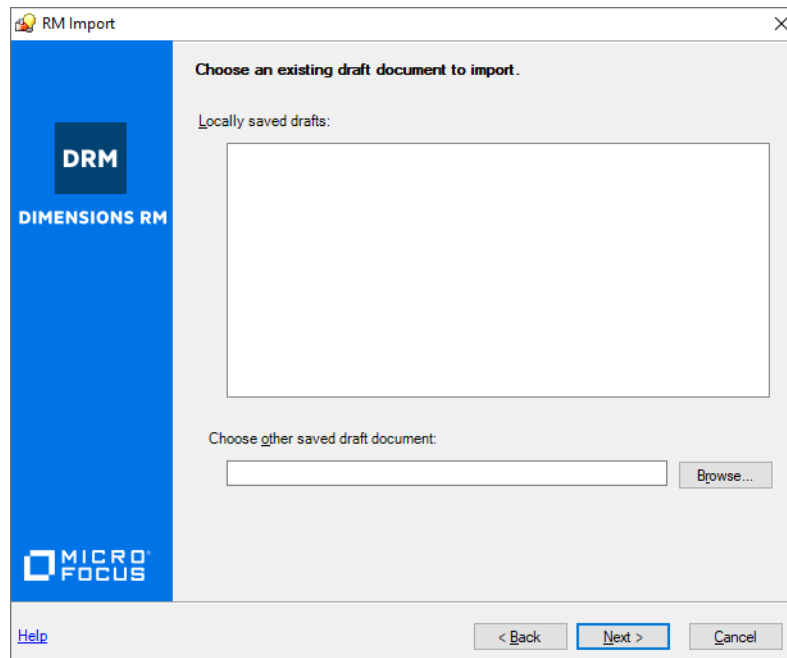 RM Import
Choose an existing draft document to import.
Locally saved drafts:
DRM
DIMENSIONS RM
Choose other saved draft document:
Browse...
MICRO
FOCUS
Help
< Back
Next >
Cancel